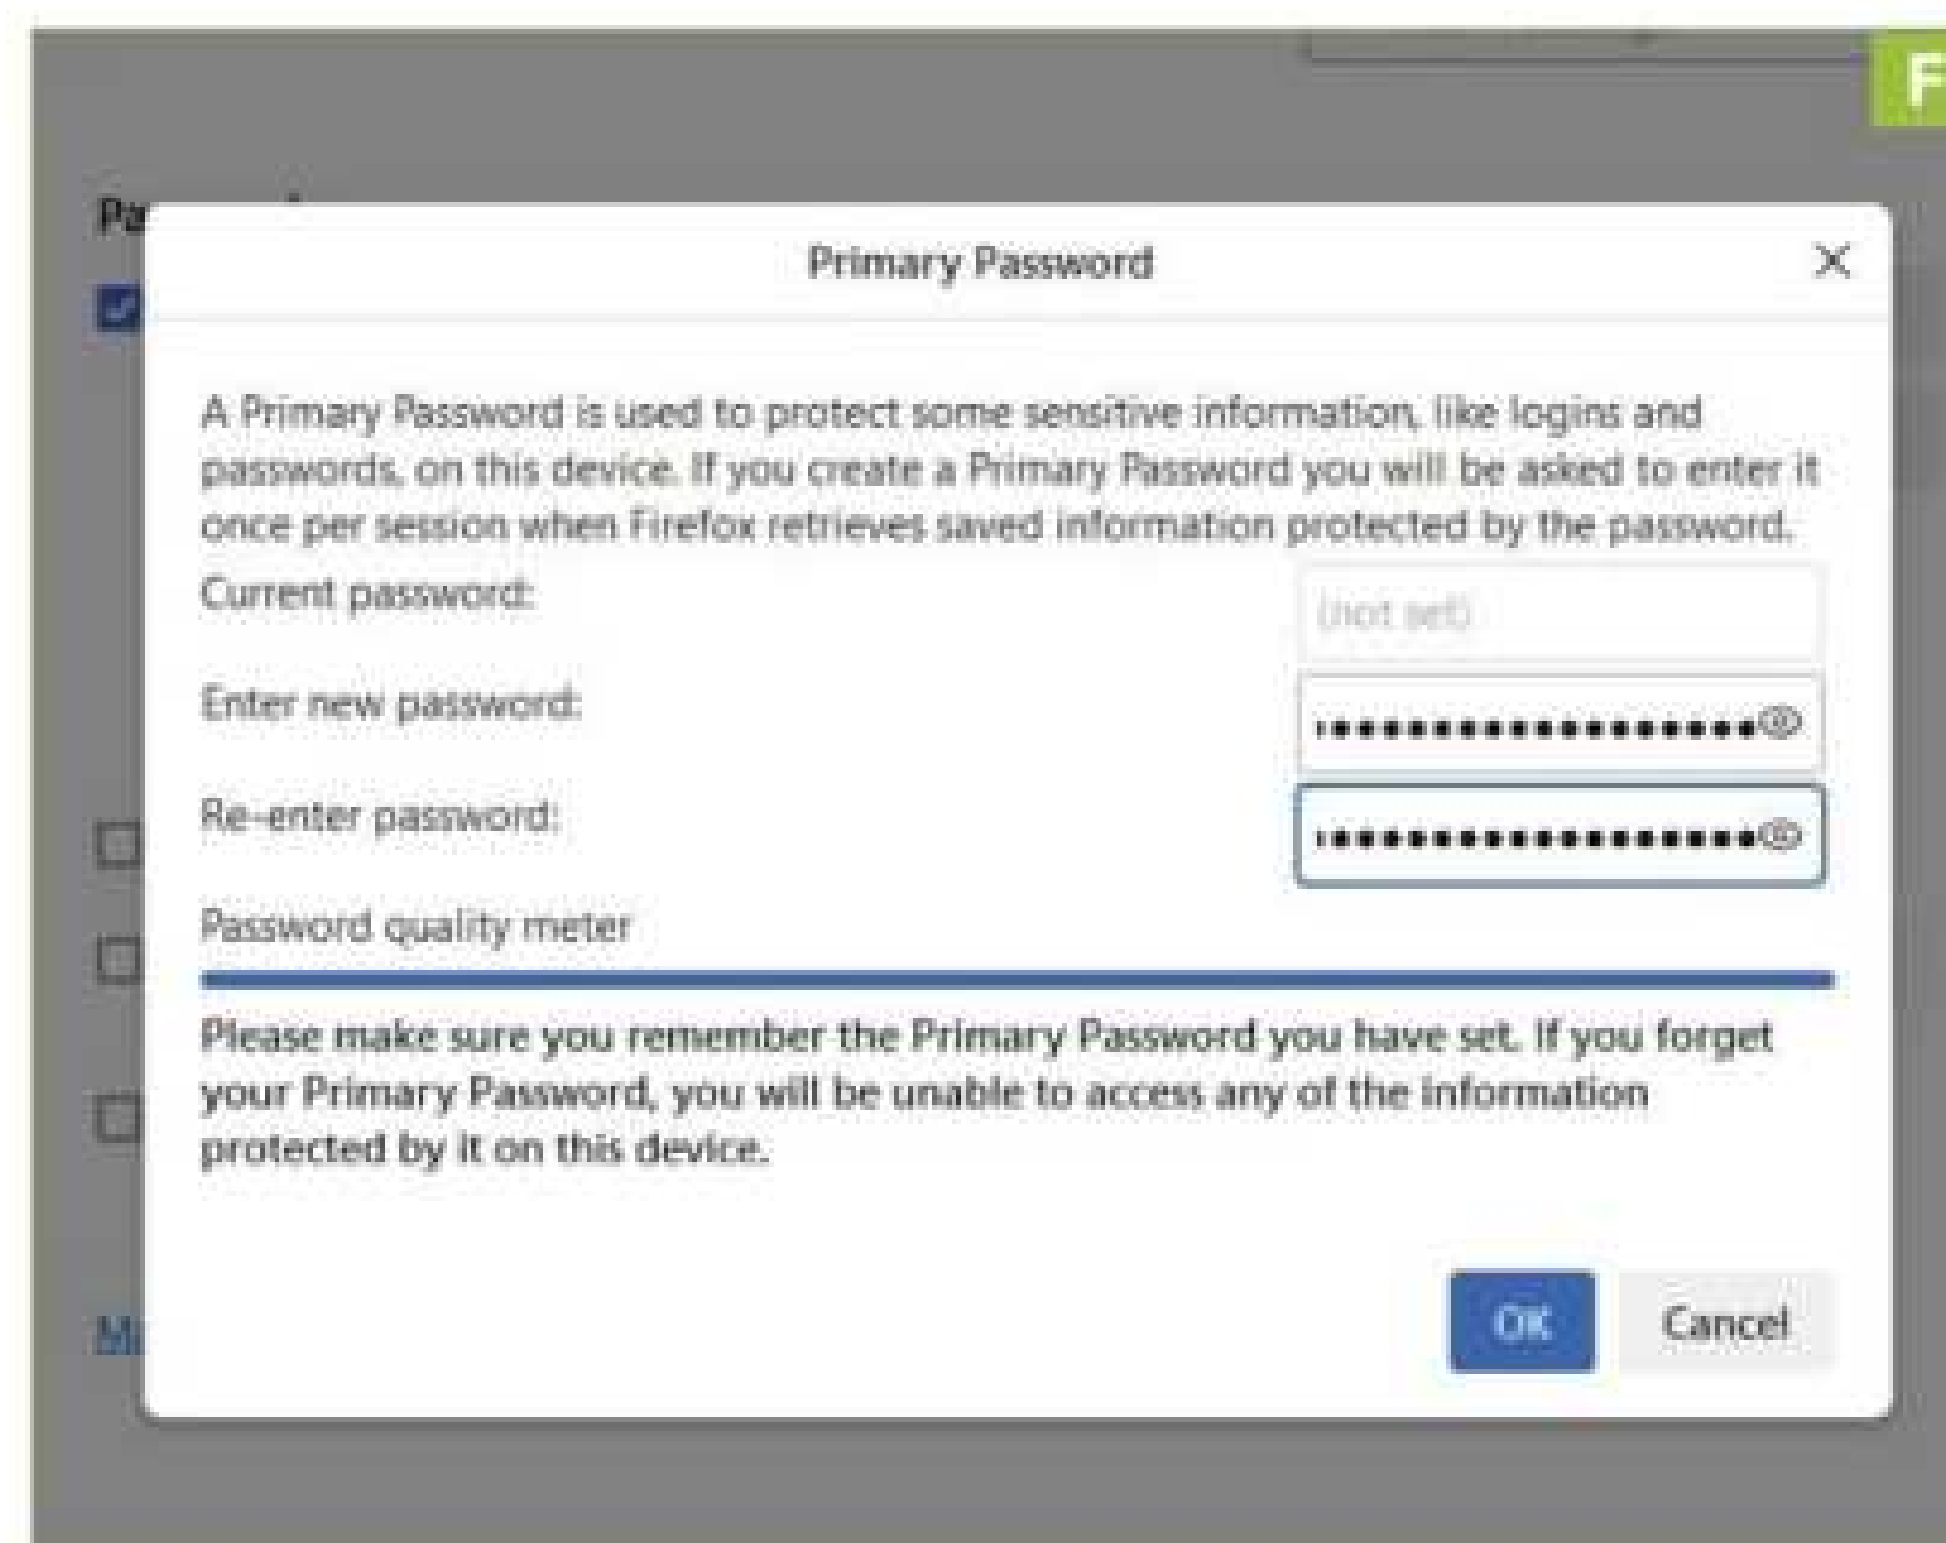 F
Pa
Primary Password
A Primary Password is used to protect some sensitive information, like logins and
passwords, on this device. If you create a Primary Password you will be asked to enter it
once per session when Firefox retrieves saved information protected by the password.
Current password:
(not set)
Enter new password:
Re-enter password:
Password quality meter
Please make sure you remember the Primary Password you have set. If you forget
your Primary Password, you will be unable to access any of the information
protected by it on this device.
OK Cancel